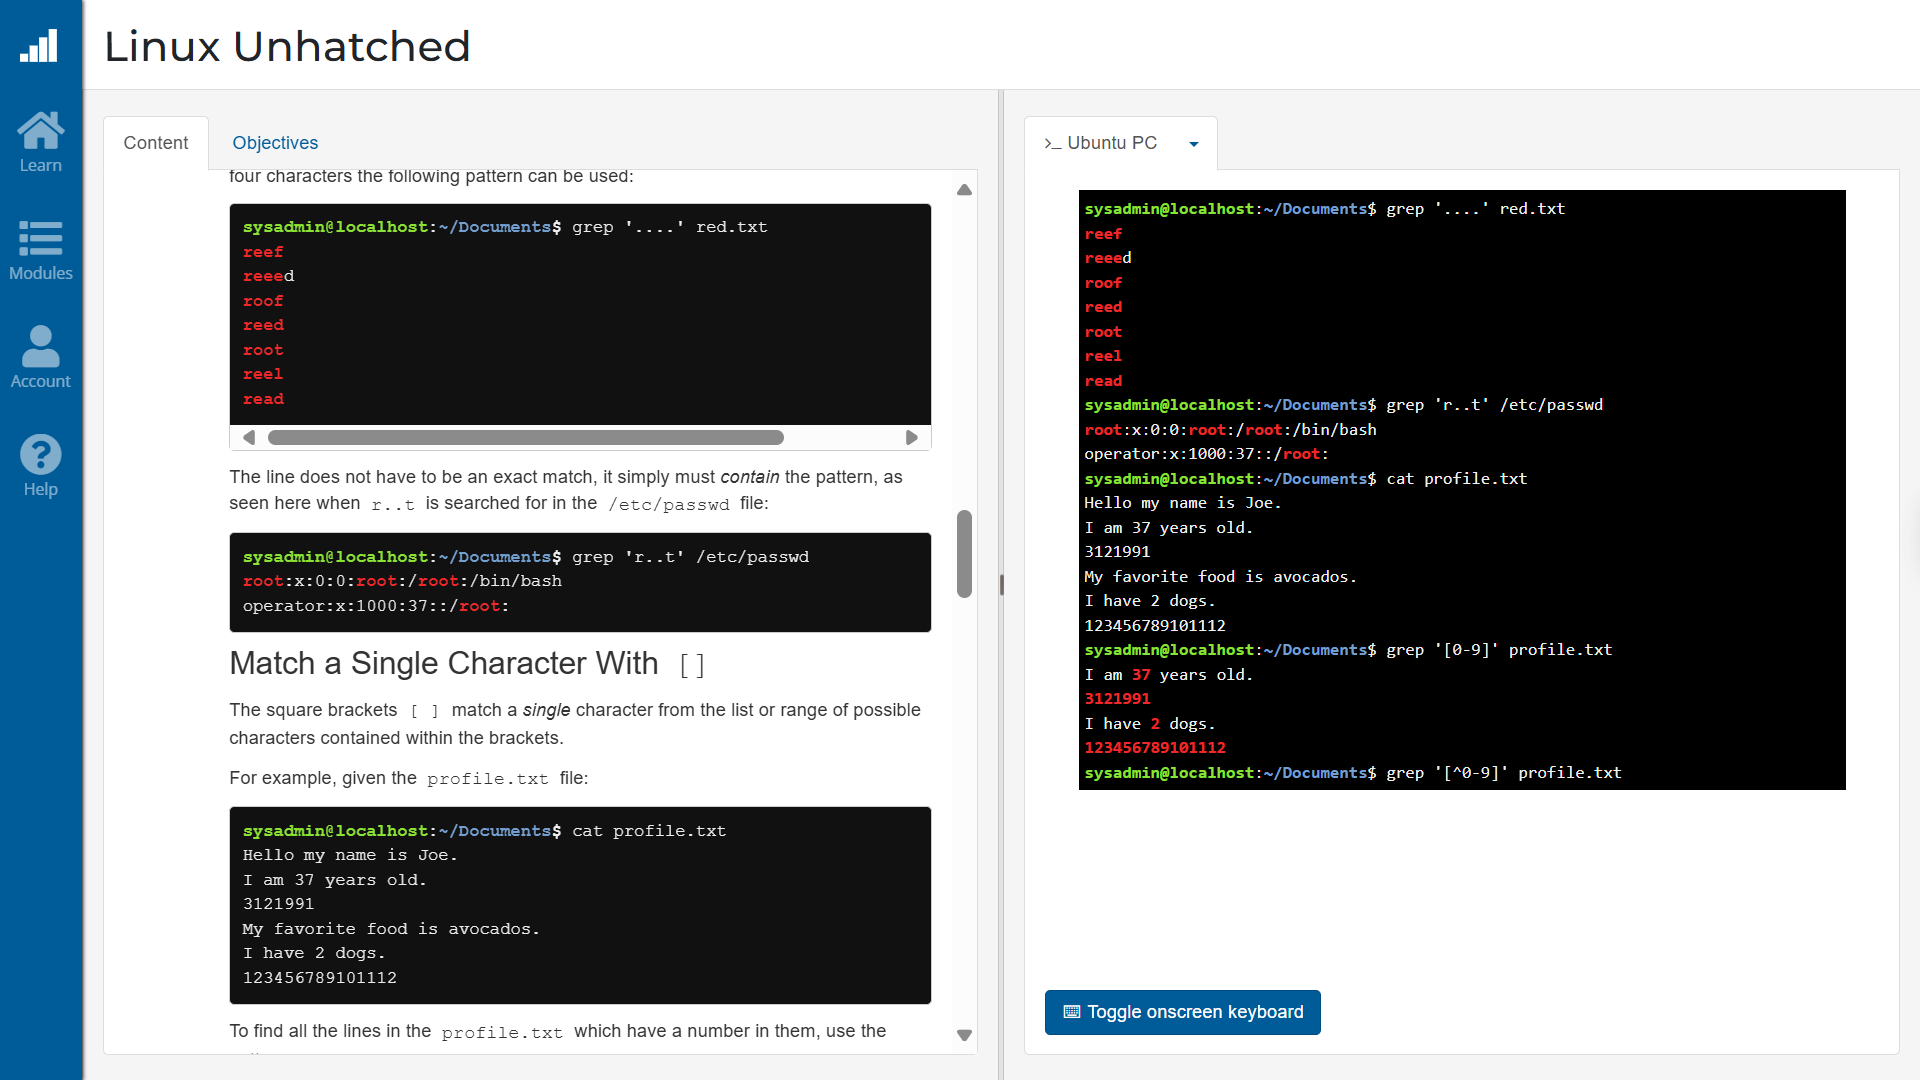 Linux Unhatched
Learn
Modules
Account
Help
Content
Objectives
four characters the following pattern can be used:
sysadmin@localhost:~/Documents$ grep '....' red.txt
reef
reeed
roof
reed
root
reel
read
The line does not have to be an exact match, it simply must contain the pattern, as
seen here when r..t is searched for in the /etc/passwd file:
sysadmin@localhost:~/Documents$ grep 'r..t' /etc/passwd
root:x:0:0:root:/root:/bin/bash
operator:x:1000:37::/root:
Match a Single Character With []
The square brackets [ ] match a single character from the list or range of possible
characters contained within the brackets.
For example, given the profile.txt file:
sysadmin@localhost:~/Documents$ cat profile.txt
Hello my name is Joe.
I am 37 years old.
3121991
My favorite food is avocados.
I have 2 dogs.
123456789101112
To find all the lines in the profile.txt which have a number in them, use the
>_ Ubuntu PC
sysadmin@localhost:~/Documents$ grep '....' red.txt
reef
reeed
roof
reed
root
reel
read
sysadmin@localhost:~/Documents$ grep 'r..t' /etc/passwd
root:x:0:0:root:/root:/bin/bash
operator:x:1000:37::/root:
sysadmin@localhost:~/Documents$ cat profile.txt
Hello my name is Joe.
I am 37 years old.
3121991
My favorite food is avocados.
I have 2 dogs.
123456789101112
sysadmin@localhost:~/Documents$ grep '[0-9]' profile.txt
I am 37 years old.
3121991
I have 2 dogs.
123456789101112
sysadmin@localhost:~/Documents$ grep '[^0-9]' profile.txt
Toggle onscreen keyboard